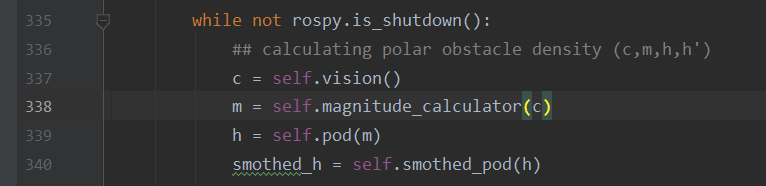 335 while not rospy.is_shutdown():
336 ## calculating polar obstacle density (c,m,h,h')
337 c = self.vision()
338 m = self.magnitude_calculator(c)
339 h = self.pod(m)
340 smothed_h = self.smothed_pod(h)